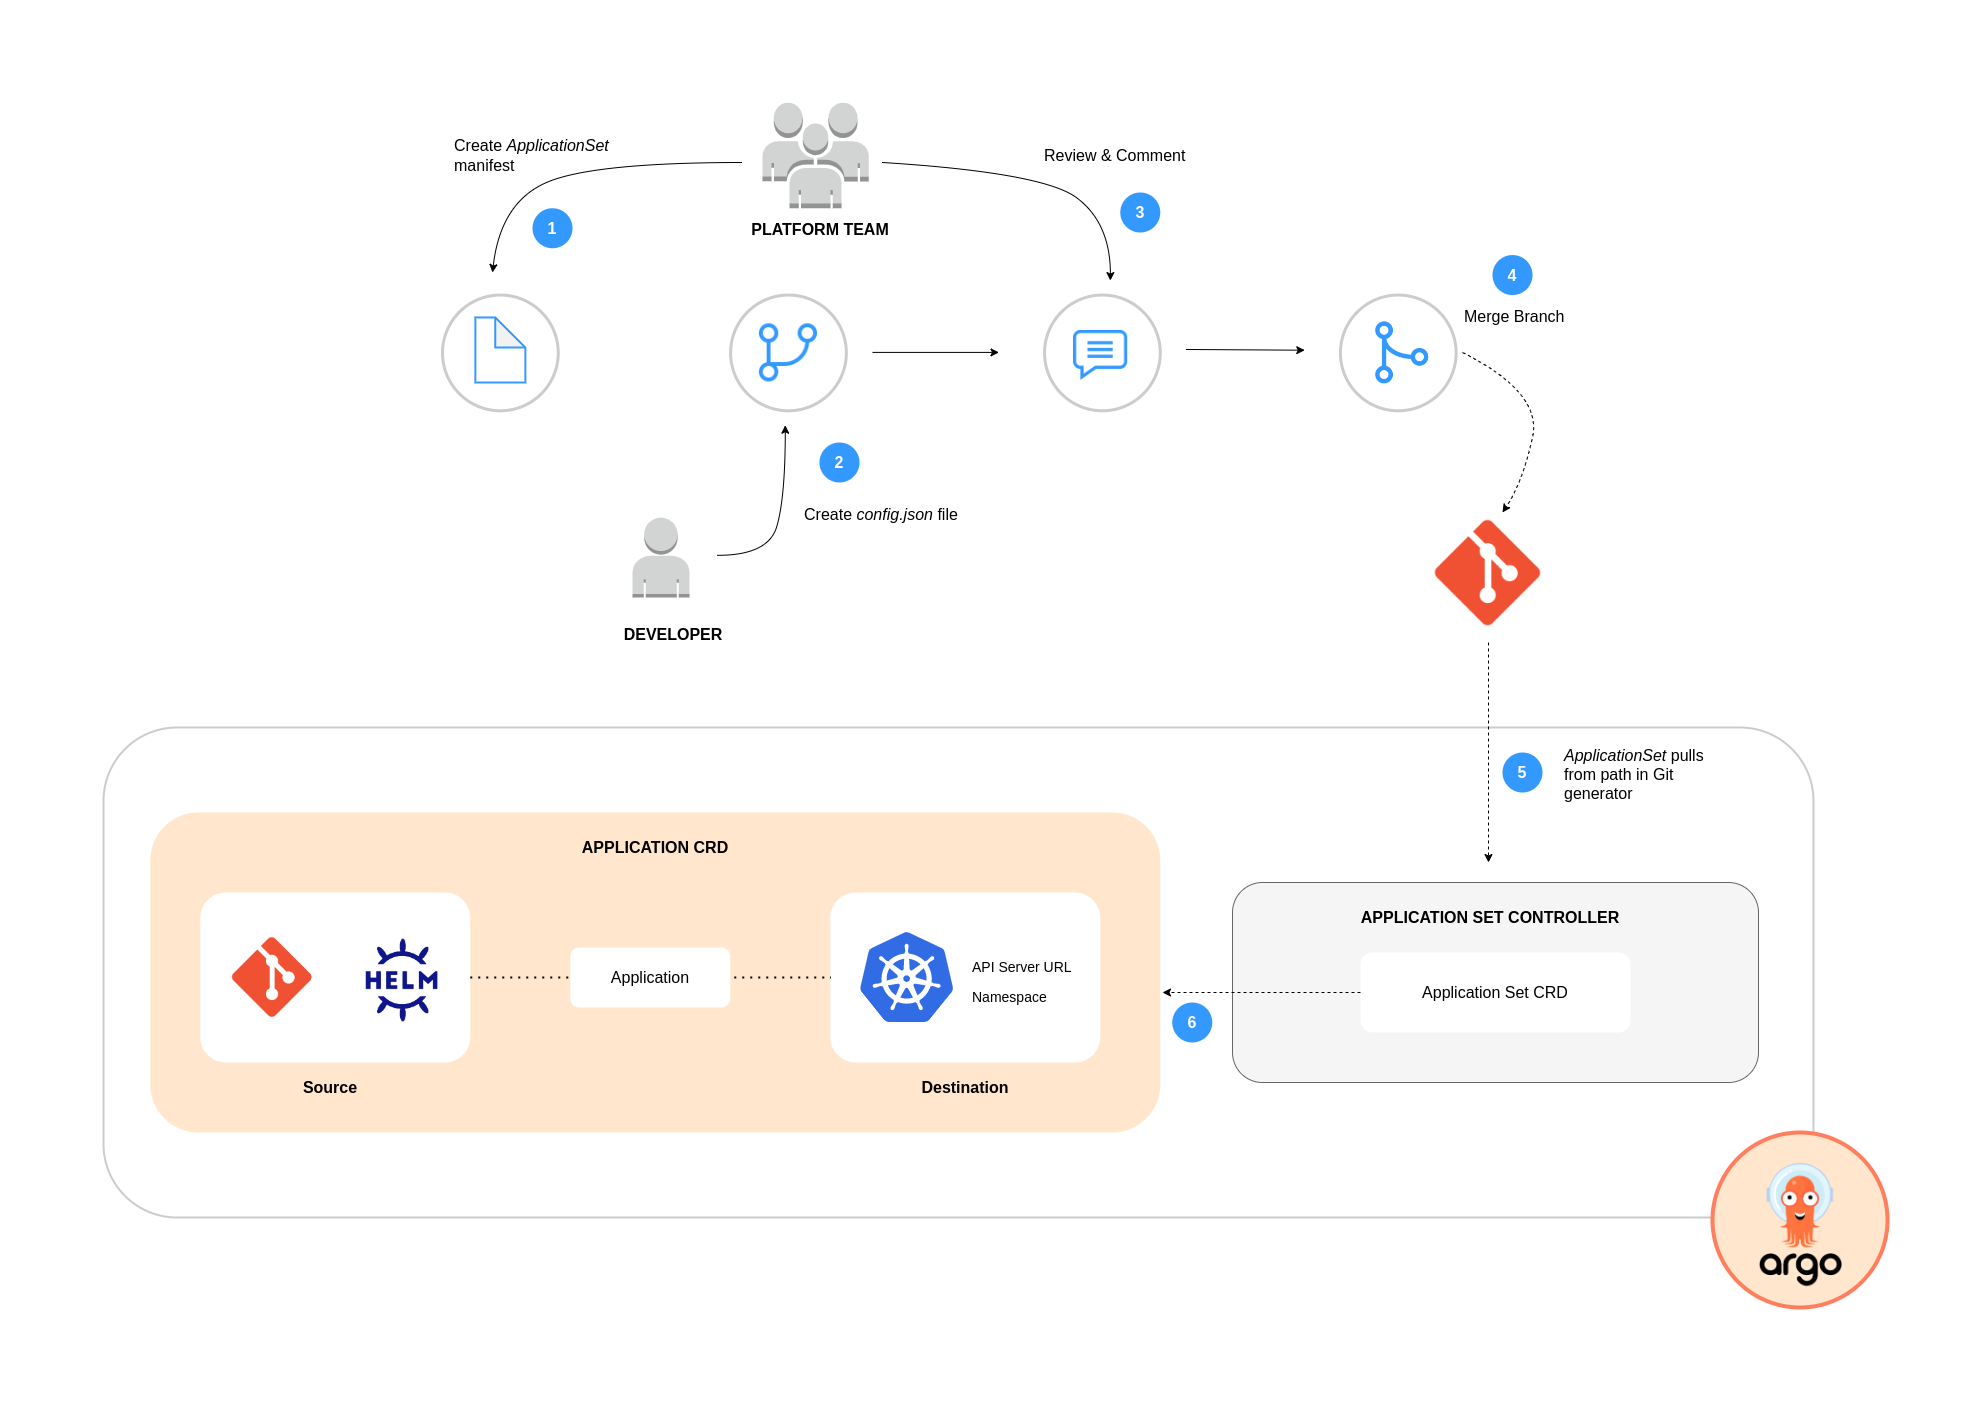 Create ApplicationSet
manifest
1
PLATFORM TEAM
Review & Comment
3
4
Merge Branch
2
Create config.json file
DEVELOPER
5
ApplicationSet pulls
from path in Git
generator
APPLICATION CRD
HELM
Source
Application
API Server URL
Namespace
Destination
6
APPLICATION SET CONTROLLER
Application Set CRD
argo